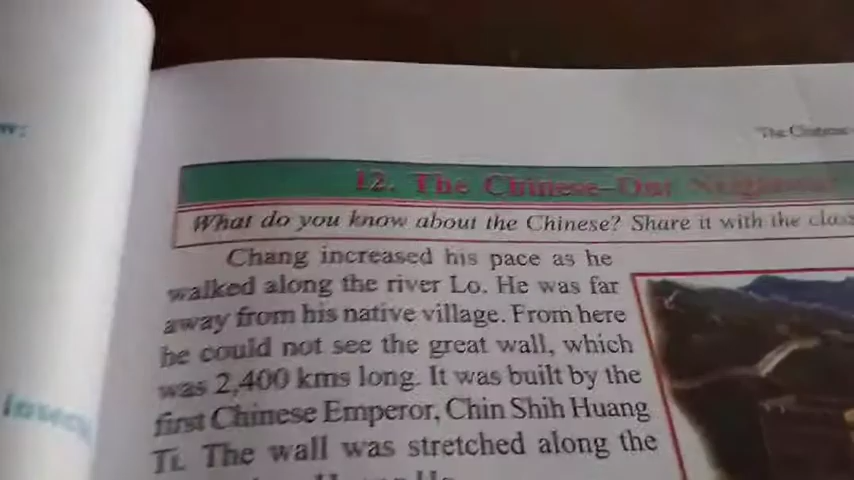 The Chinese
12. The Chinese–Our Neighbour
What do you know about the Chinese? Share it with the class
Chang increased his pace as he
walked along the river Lo. He was far
away from his native village. From here
he could not see the great wall, which
was 2,400 kms long. It was built by the
first Chinese Emperor, Chin Shih Huang
Ti. The wall was stretched along the